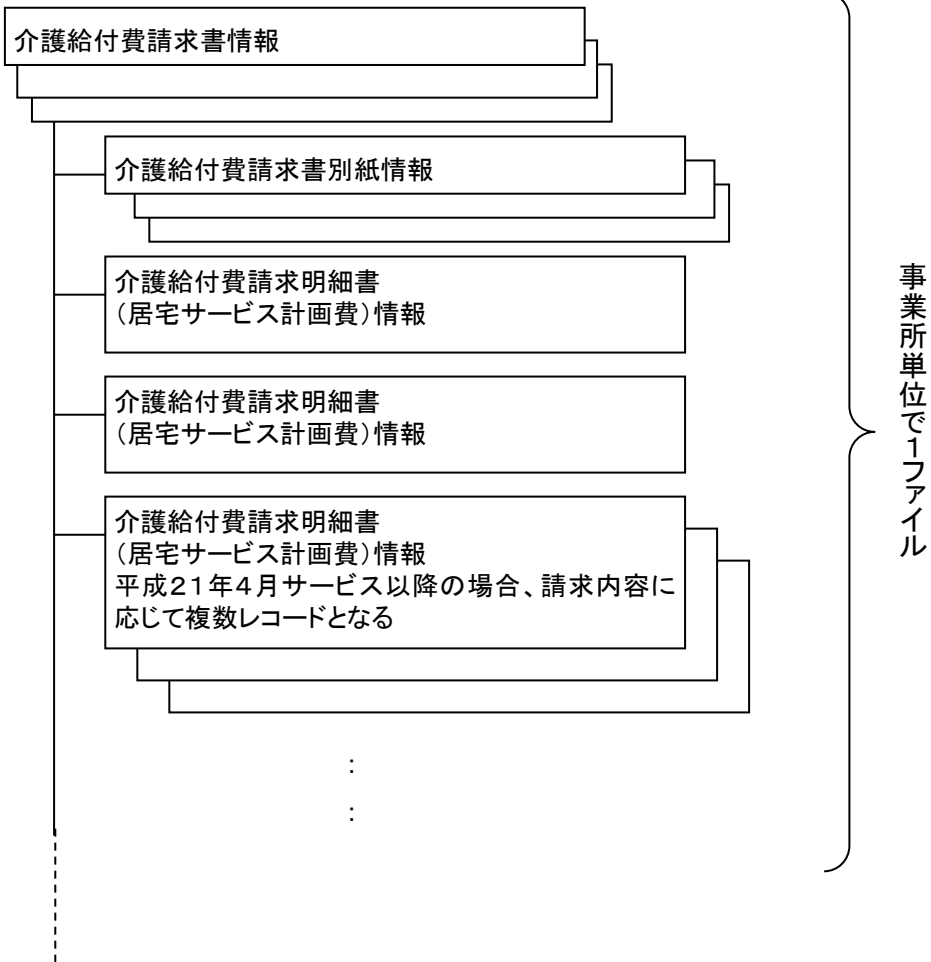 介護給付費請求書情報
介護給付費請求書別紙情報
介護給付費請求明細書
（居宅サービス計画費）情報
介護給付費請求明細書
（居宅サービス計画費）情報
介護給付費請求明細書
（居宅サービス計画費）情報
平成２１年４月サービス以降の場合、請求内容に
応じて複数レコードとなる
：
：
事業所単位で１ファイル